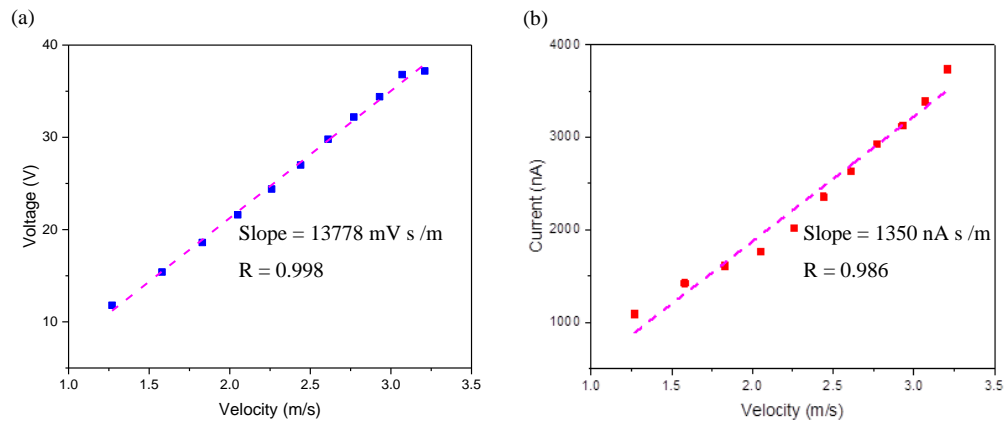 (a)
40
30
20
10
Voltage (V)
Slope = 13778 mV s /m
R = 0.998
1.0 1.5 2.0 2.5 3.0 3.5
Velocity (m/s)
(b)
4000
3000
2000
1000
Current (nA)
Slope = 1350 nA s /m
R = 0.986
1.0 1.5 2.0 2.5 3.0 3.5
Velocity (m/s)